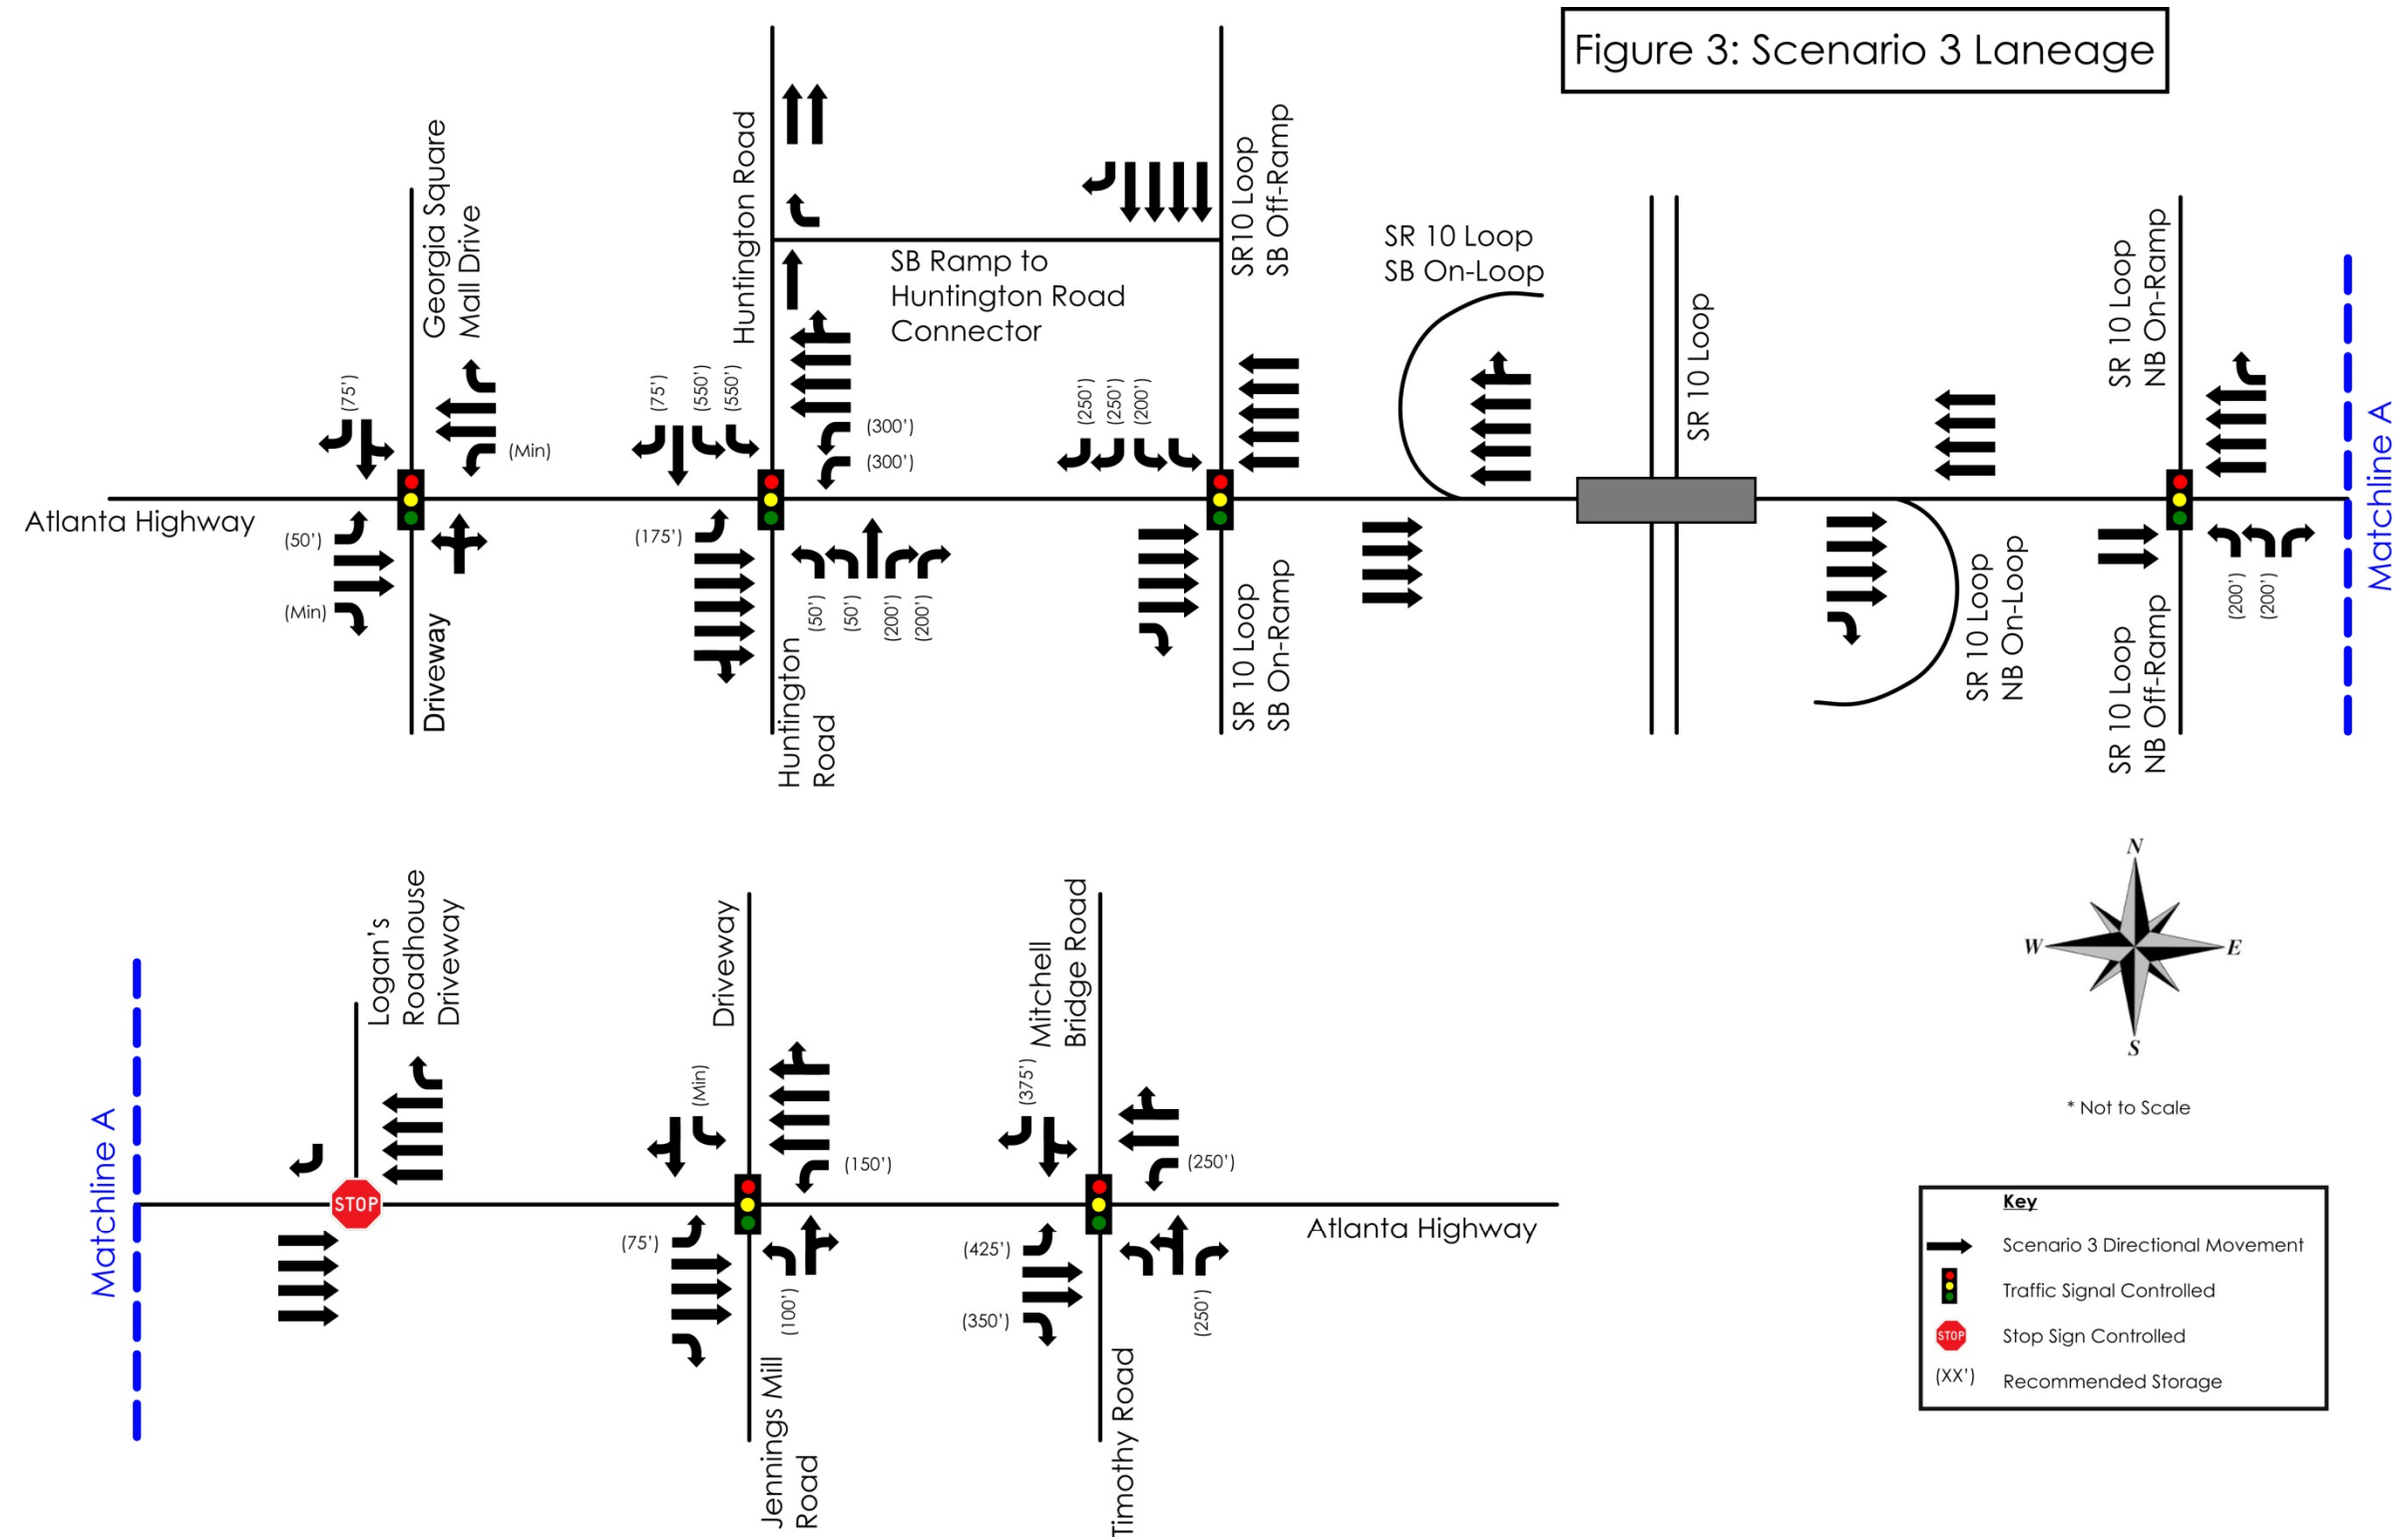 Figure 3: Scenario 3 Laneage
Georgia Square
Mall Drive
(75')
(Min)
Atlanta Highway
(50')
(Min)
Driveway
Huntington Road
(75')
(550')
(550')
(300')
(300')
(175')
(50')
(50')
(200')
(200')
Huntington
Road
SB Ramp to
Huntington Road
Connector
SR10 Loop
SB Off-Ramp
(250')
(250')
(200')
SR 10 Loop
SB On-Ramp
SR 10 Loop
SB On-Loop
SR 10 Loop
SR 10 Loop
NB On-Loop
SR 10 Loop
NB On-Ramp
(200')
(200')
SR 10 Loop
NB Off-Ramp
Matchline A
Matchline A
Logan's
Roadhouse
Driveway
STOP
Driveway
(Min)
(150')
(75')
(100')
Jennings Mill
Road
Mitchell
Bridge Road
(375')
(250')
(425')
(350')
(250')
Timothy Road
Atlanta Highway
N
W
E
S
* Not to Scale
Key
Scenario 3 Directional Movement
Traffic Signal Controlled
STOP
Stop Sign Controlled
(XX')
Recommended Storage